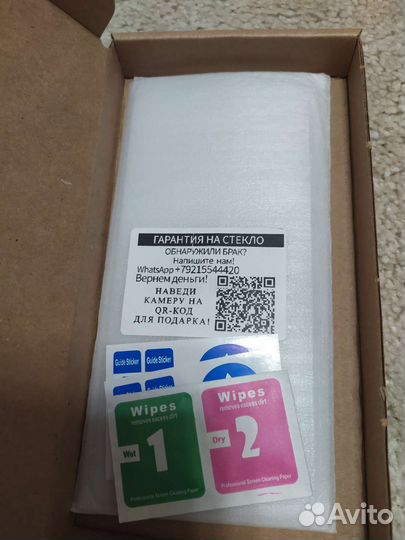 ГАРАНТИЯ НА СТЕКЛО
ОБНАРУЖИЛИ БРАК?
Напишите нам!
WhatsApp +79215544420
Вернем деньги!
НАВЕДИ
КАМЕРУ НА
QR-КОД
ДЛЯ ПОДАРКА!
Guide Sticker Guide Sticker
Guide Sticker Guide Sticker
Wipes
removes excess dirt
Wet 1
Professional Screen Cleaning Paper
Wipes
removes excess dirt
Dry 2
Professional Screen Cleaning Paper
Avito